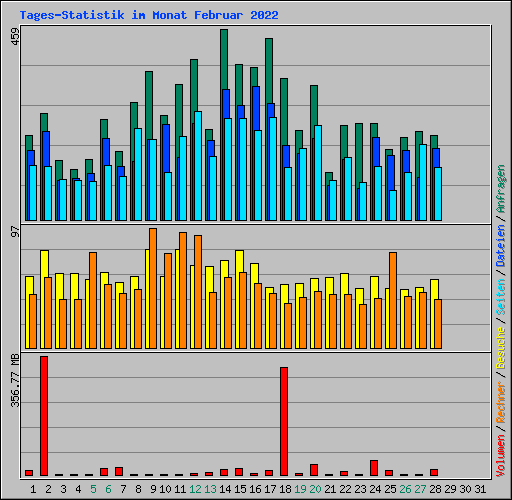 Tages-Statistik im Monat Februar 2022
459
97
356.77 MB
Volumen / Rechner / Besuche / Seiten / Dateien / Anfragen
1 2 3 4 5 6 7 8 9 10 11 12 13 14 15 16 17 18 19 20 21 22 23 24 25 26 27 28 29 30 31